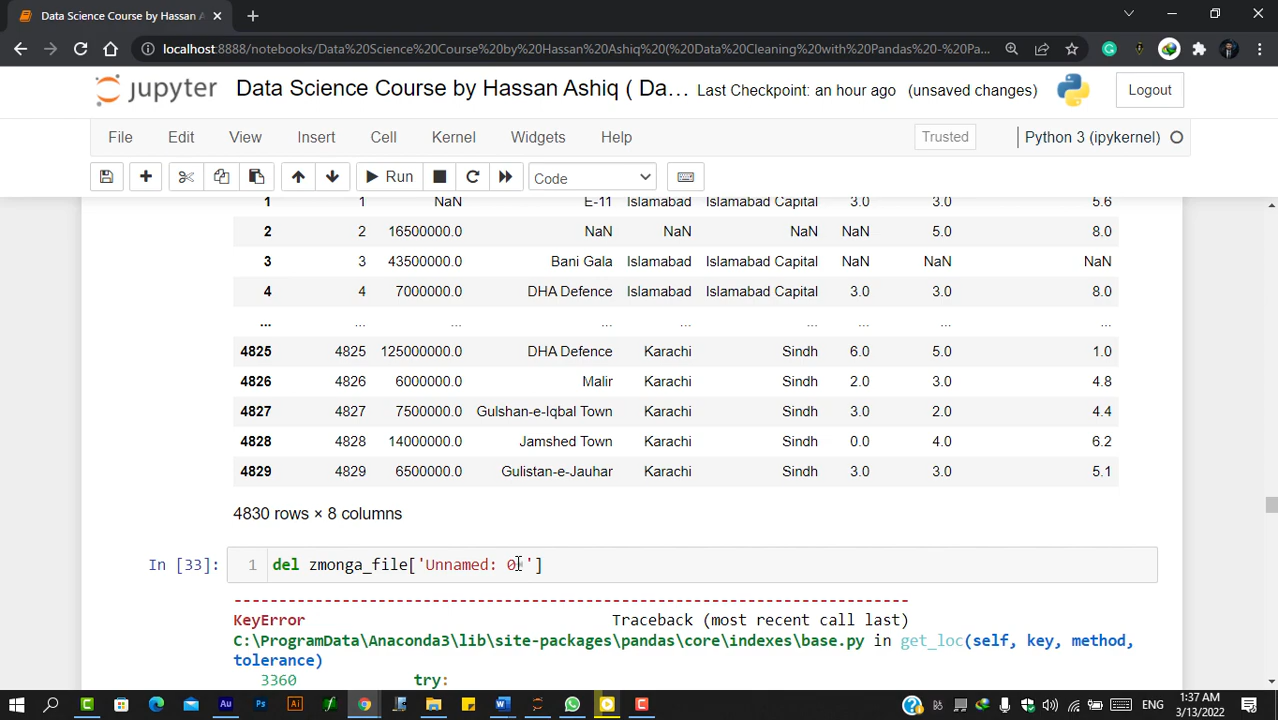 Data Science Course by Hassan A
localhost:8888/notebooks/Data%20Science%20Course%20by%20Hassan%20Ashiq%20(%20Data%20Cleaning%20with%20Pandas%20-%20Pa...
jupyter Data Science Course by Hassan Ashiq ( Da... Last Checkpoint: an hour ago (unsaved changes) Logout
File Edit View Insert Cell Kernel Widgets Help Trusted Python 3 (ipykernel)
Run Code
1 1 NaN E-11 Islamabad Islamabad Capital 3.0 3.0 5.6
2 2 16500000.0 NaN NaN NaN NaN 5.0 8.0
3 3 43500000.0 Bani Gala Islamabad Islamabad Capital NaN NaN NaN
4 4 7000000.0 DHA Defence Islamabad Islamabad Capital 3.0 3.0 8.0
... ... ... ... ... ... ... ... ...
4825 4825 125000000.0 DHA Defence Karachi Sindh 6.0 5.0 1.0
4826 4826 6000000.0 Malir Karachi Sindh 2.0 3.0 4.8
4827 4827 7500000.0 Gulshan-e-Iqbal Town Karachi Sindh 3.0 2.0 4.4
4828 4828 14000000.0 Jamshed Town Karachi Sindh 0.0 4.0 6.2
4829 4829 6500000.0 Gulistan-e-Jauhar Karachi Sindh 3.0 3.0 5.1
4830 rows × 8 columns
In [33]: 1 del zmonga_file['Unnamed: 0 ']
---------------------------------------------------------------------------
KeyError Traceback (most recent call last)
C:\ProgramData\Anaconda3\lib\site-packages\pandas\core\indexes\base.py in get_loc(self, key, method,
tolerance)
3360 try:
Au Ps Ai W 1:37 AM
3/13/2022